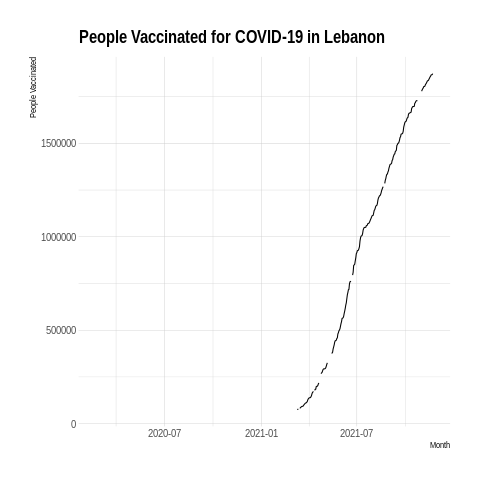 People Vaccinated for COVID-19 in Lebanon
People Vaccinated
1500000
1000000
500000
0
2020-07 2021-01 2021-07
Month